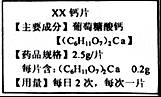 XX钙片
【主要成分】葡萄糖酸钙
[(C₆H₁₁O₇)₂Ca]
【药品规格】2.5g/片
每片含:(C₆H₁₁O₇)₂Ca 0.2g
【用量】每日2次,每次一片